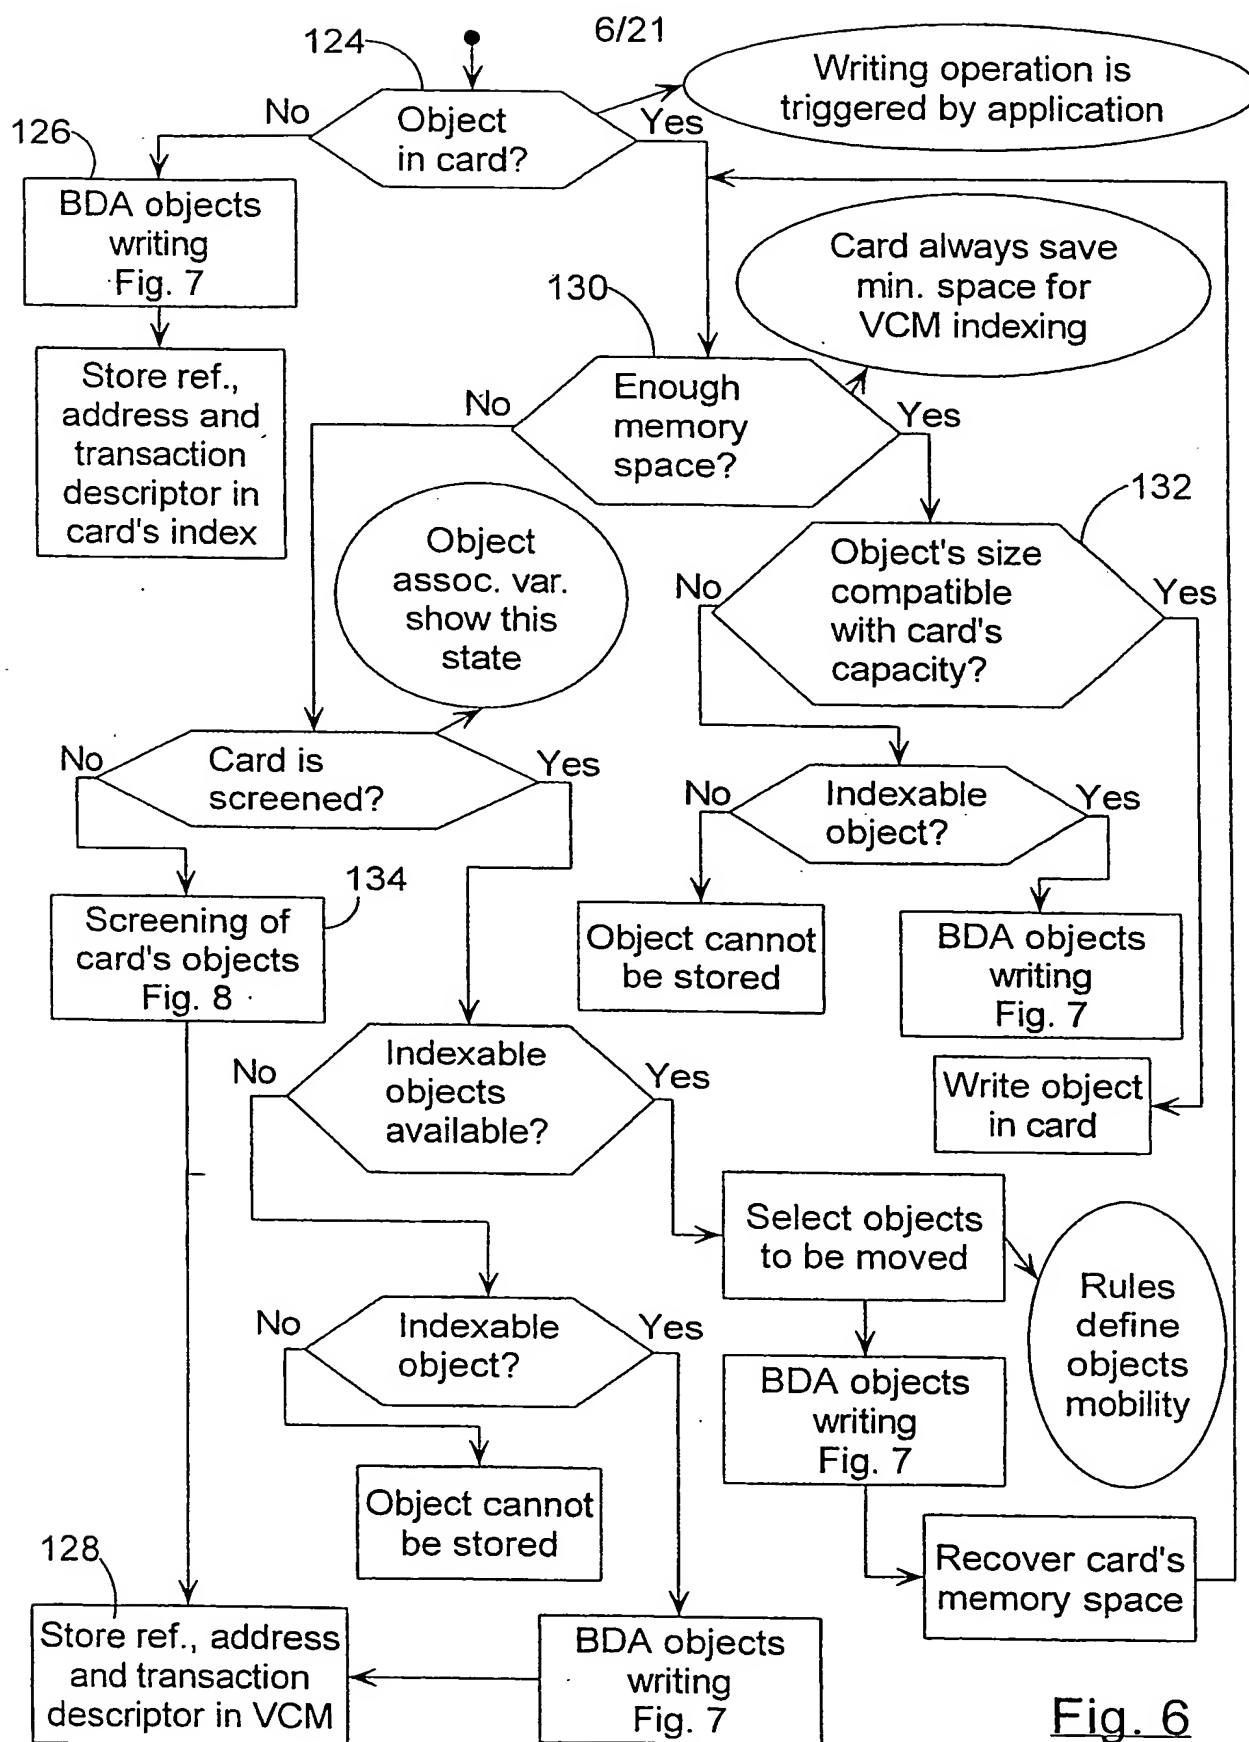 6/21
124
Object
in card?
No
Yes
Writing operation is
triggered by application
126
BDA objects
writing
Fig. 7
Store ref.,
address and
transaction
descriptor in
card's index
Card always save
min. space for
VCM indexing
130
Enough
memory
space?
No
Yes
132
Object's size
compatible
with card's
capacity?
No
Yes
Object
assoc. var.
show this
state
Card is
screened?
No
Yes
Indexable
object?
No
Yes
134
Screening of
card's objects
Fig. 8
Object cannot
be stored
BDA objects
writing
Fig. 7
Write object
in card
Indexable
objects
available?
No
Yes
Select objects
to be moved
Rules
define
objects
mobility
Indexable
object?
No
Yes
BDA objects
writing
Fig. 7
Object cannot
be stored
Recover card's
memory space
128
Store ref., address
and transaction
descriptor in VCM
BDA objects
writing
Fig. 7
Fig. 6